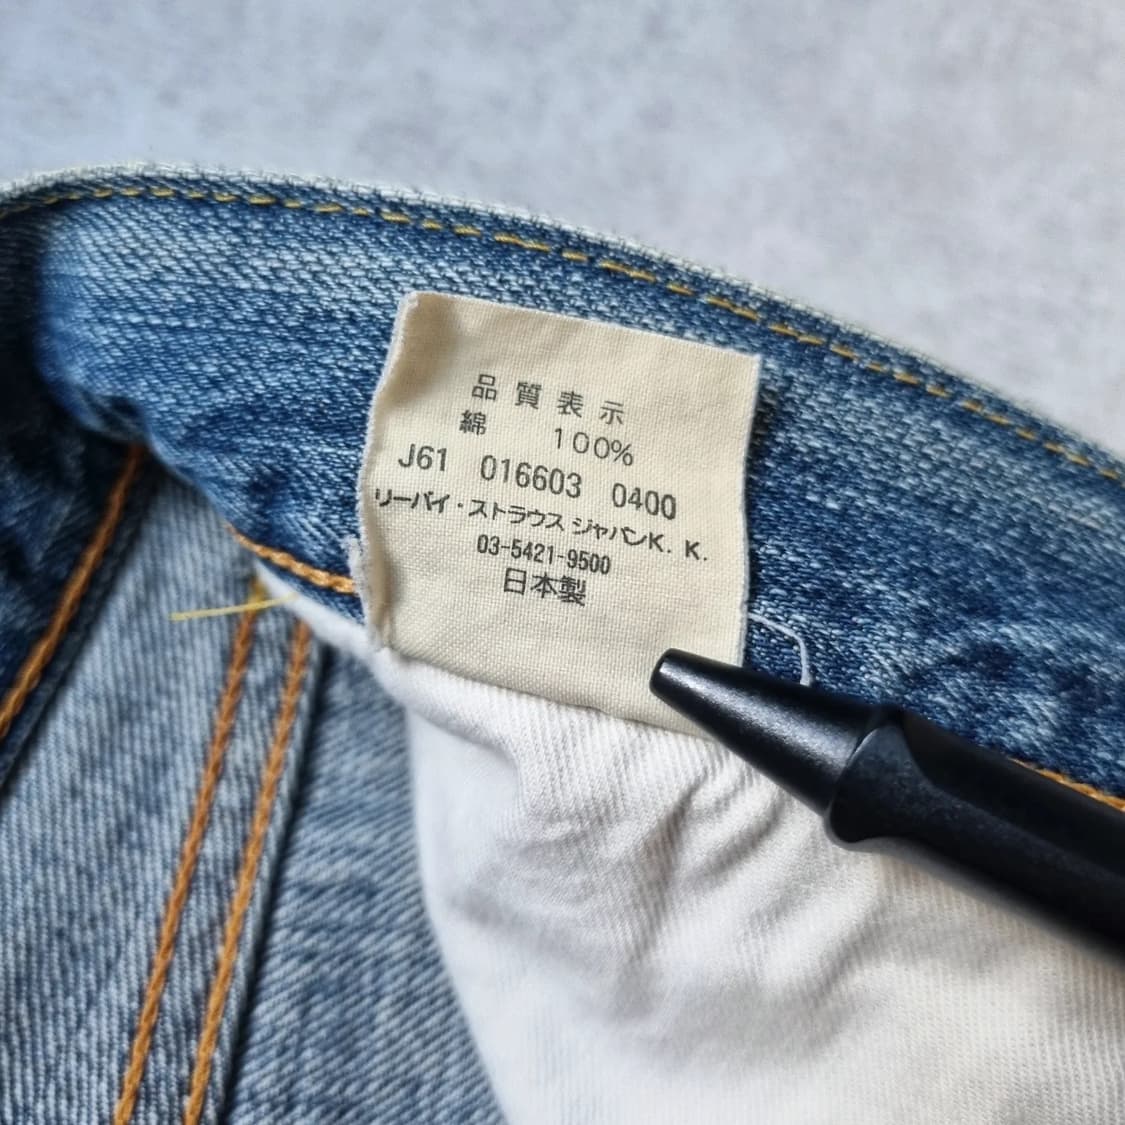 品質表示
綿 100%
J61 016603 0400
リーバイ・ストラウス ジャパンK.K.
03-5421-9500
日本製